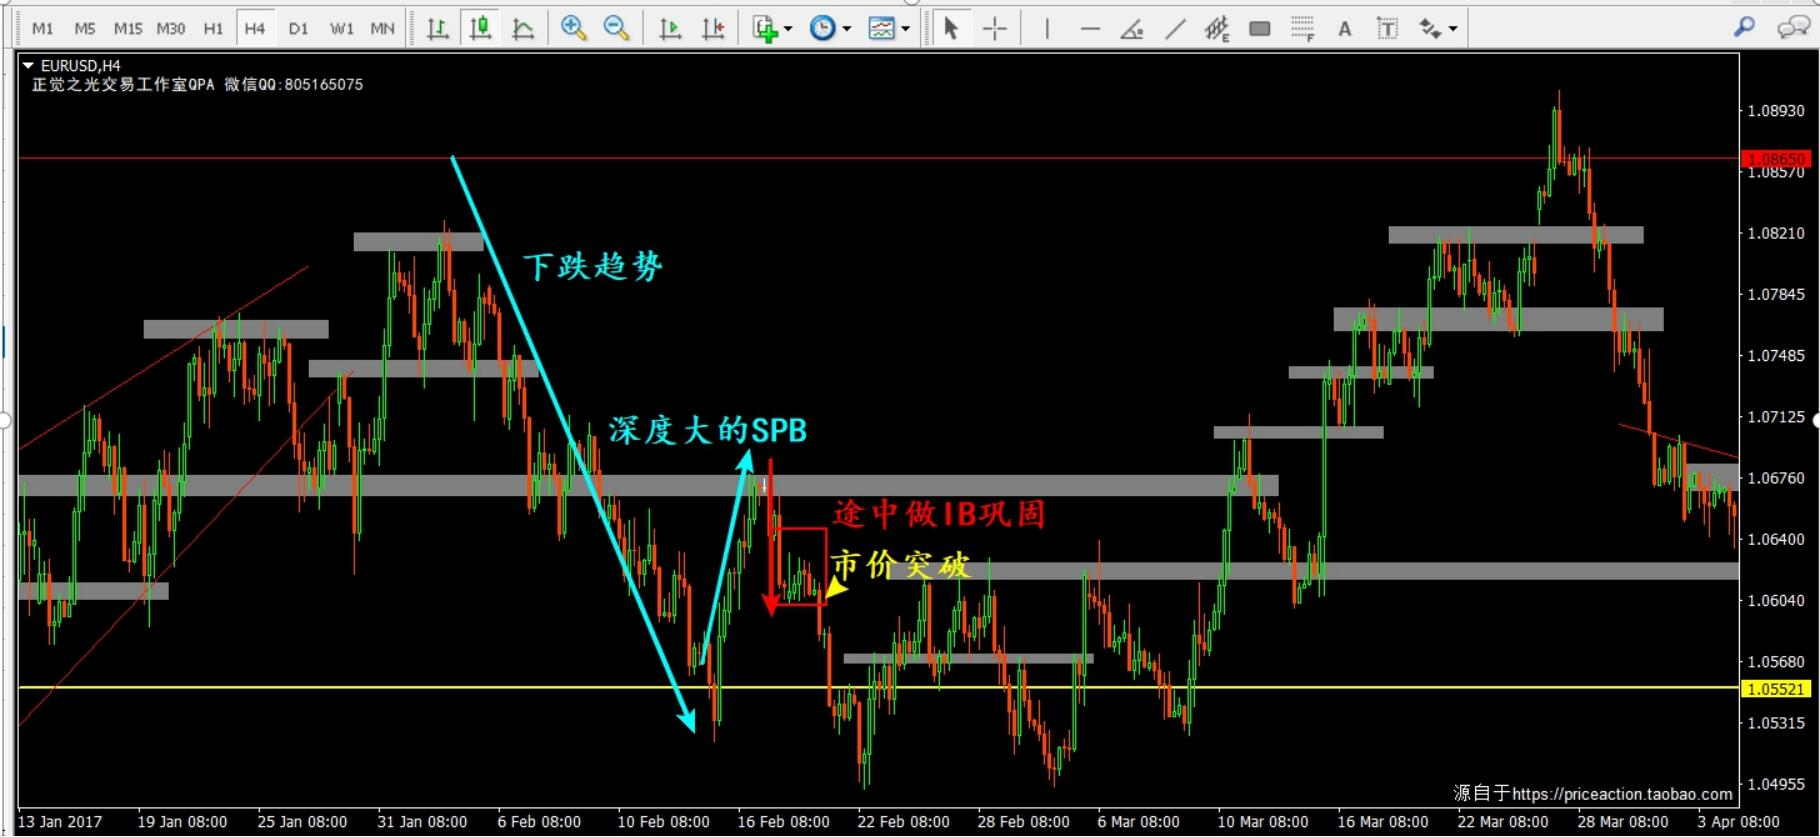 M1 M5 M15 M30 H1 H4 D1 W1 MN E F A T
EURUSD,H4
正觉之光交易工作室QPA 微信QQ:805165075
1.08930
1.08650
1.08570
1.08210
下跌趋势
1.07845
1.07485
1.07125
深度大的SPB
1.06760
途中做IB巩固
1.06400
市价突破
1.06040
1.05680
1.05521
1.05315
1.04955
源自于https://priceaction.taobao.com
13 Jan 2017 19 Jan 08:00 25 Jan 08:00 31 Jan 08:00 6 Feb 08:00 10 Feb 08:00 16 Feb 08:00 22 Feb 08:00 28 Feb 08:00 6 Mar 08:00 10 Mar 08:00 16 Mar 08:00 22 Mar 08:00 28 Mar 08:00 3 Apr 08:00